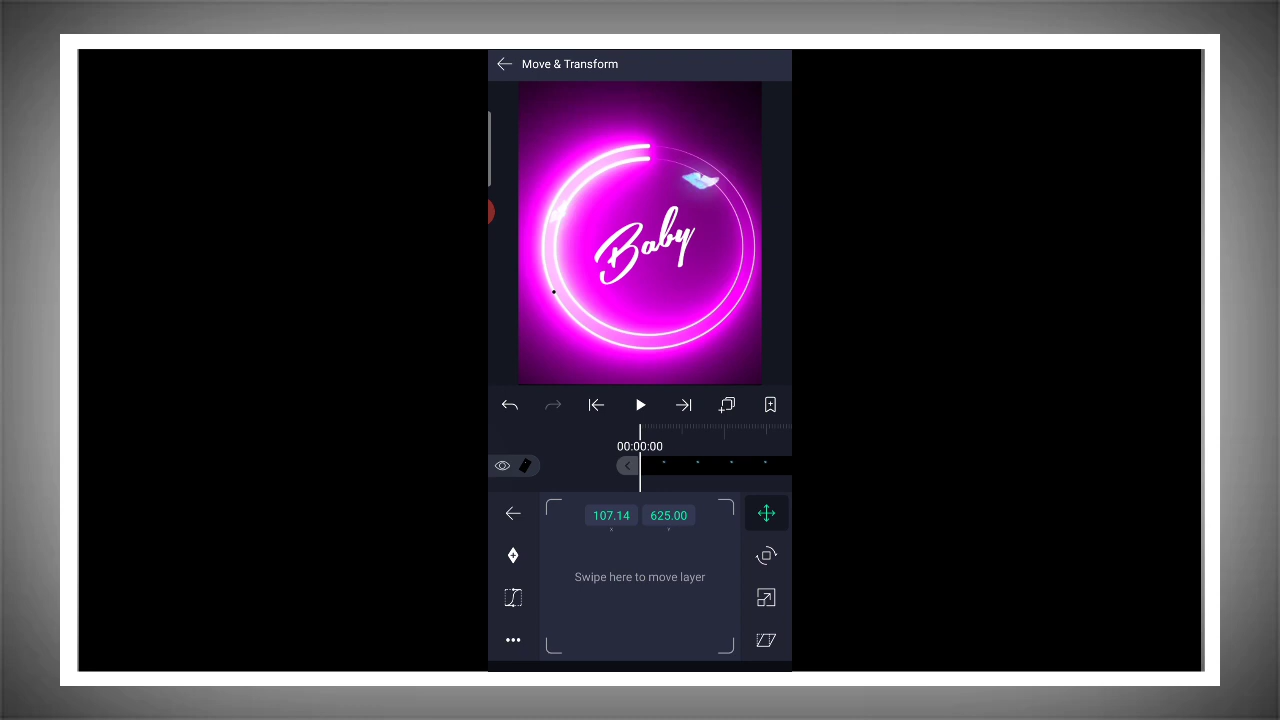 Move & Transform
Baby
00:00:00
107.14 625.00
x y
Swipe here to move layer